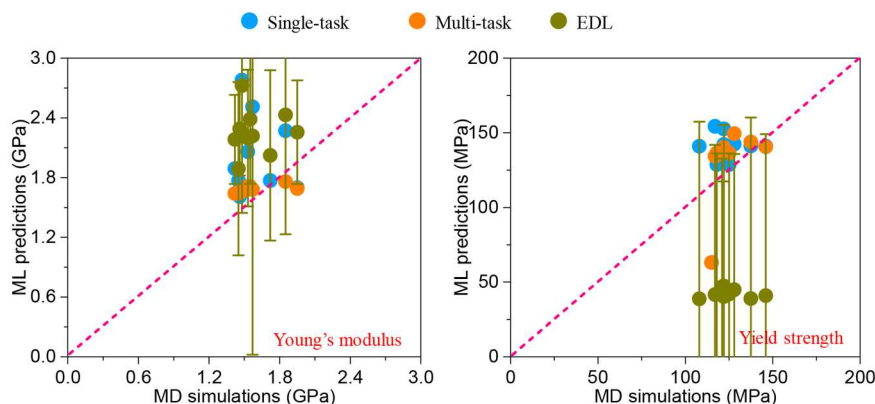 Single-task Multi-task EDL
ML predictions (GPa)
3.0
2.4
1.8
1.2
0.6
0.0
Young's modulus
0.0 0.6 1.2 1.8 2.4 3.0
MD simulations (GPa)
ML predictions (MPa)
200
150
100
50
0
Yield strength
0 50 100 150 200
MD simulations (MPa)